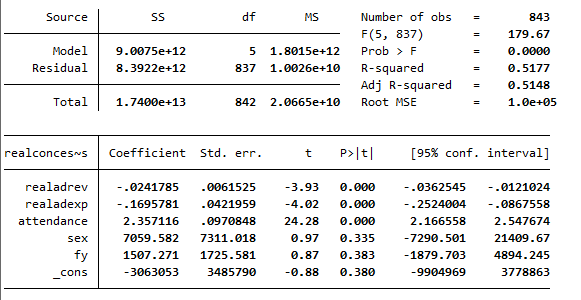 Source SS df MS Number of obs = 843
F(5, 837) = 179.67
Model 9.0075e+12 5 1.8015e+12 Prob > F = 0.0000
Residual 8.3922e+12 837 1.0026e+10 R-squared = 0.5177
Adj R-squared = 0.5148
Total 1.7400e+13 842 2.0665e+10 Root MSE = 1.0e+05
realconces~s Coefficient Std. err. t P>|t| [95% conf. interval]
realadrev -.0241785 .0061525 -3.93 0.000 -.0362545 -.0121024
realadexp -.1695781 .0421959 -4.02 0.000 -.2524004 -.0867558
attendance 2.357116 .0970848 24.28 0.000 2.166558 2.547674
sex 7059.582 7311.018 0.97 0.335 -7290.501 21409.67
fy 1507.271 1725.581 0.87 0.383 -1879.703 4894.245
_cons -3063053 3485790 -0.88 0.380 -9904969 3778863